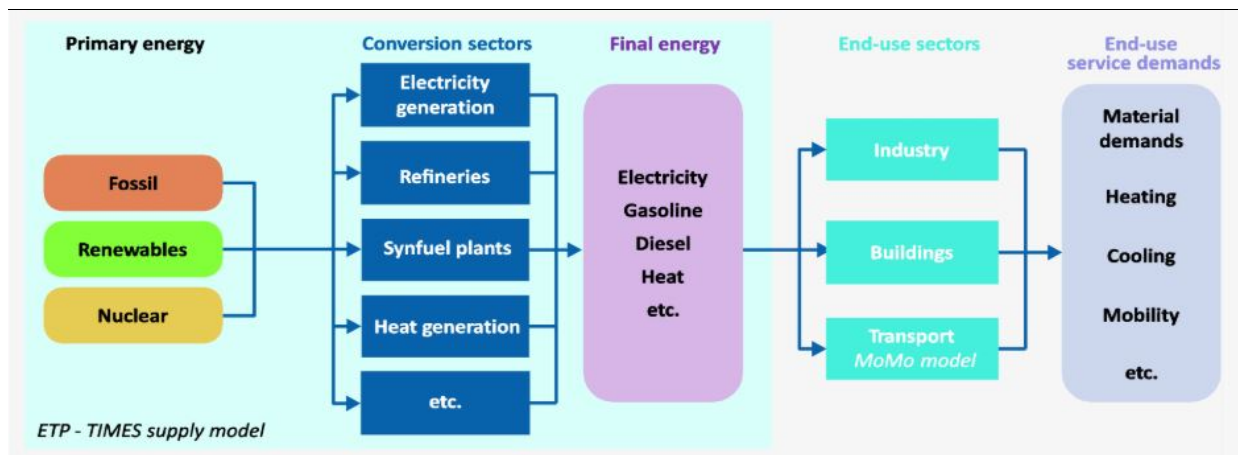 Primary energy
Conversion sectors
Final energy
End-use sectors
End-use
service demands
Fossil
Renewables
Nuclear
Electricity
generation
Refineries
Synfuel plants
Heat generation
etc.
Electricity
Gasoline
Diesel
Heat
etc.
Industry
Buildings
Transport
MoMo model
Material
demands
Heating
Cooling
Mobility
etc.
ETP - TIMES supply model